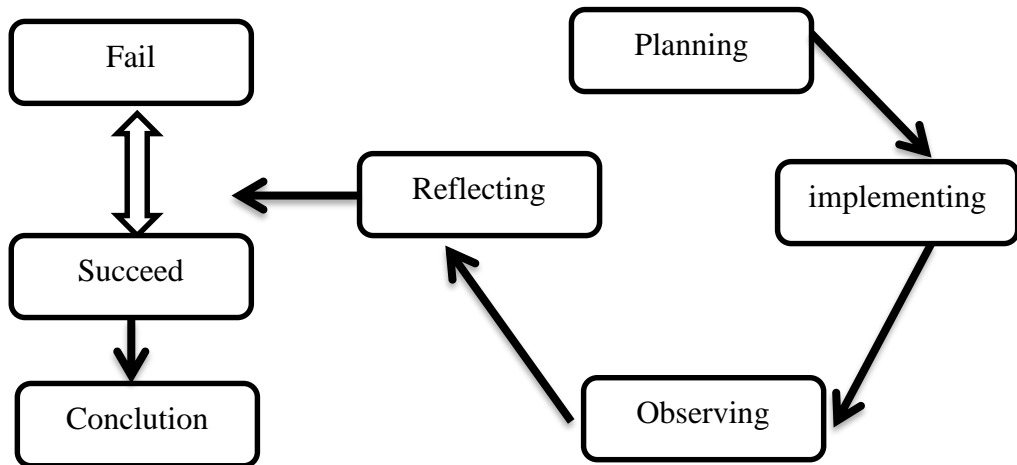 Fail
Planning
Reflecting
implementing
Succeed
Conclution
Observing